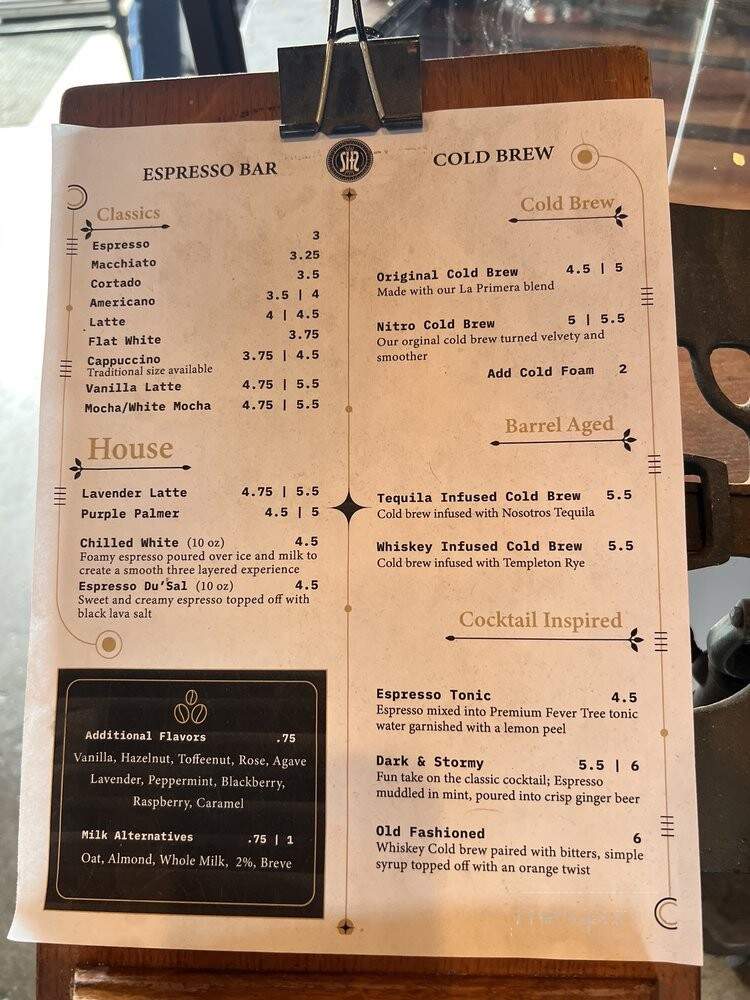 ESPRESSO BAR
Classics
Espresso 3
Macchiato 3.25
Cortado 3.5
Americano 3.5 | 4
Latte 4 | 4.5
Flat White 3.75
Cappuccino 3.75 | 4.5
Traditional size available
Vanilla Latte 4.75 | 5.5
Mocha/White Mocha 4.75 | 5.5
House
Lavender Latte 4.75 | 5.5
Purple Palmer 4.5 | 5
Chilled White (10 oz) 4.5
Foamy espresso poured over ice and milk to
create a smooth three layered experience
Espresso Du'Sal (10 oz) 4.5
Sweet and creamy espresso topped off with
black lava salt
Additional Flavors .75
Vanilla, Hazelnut, Toffeenut, Rose, Agave
Lavender, Peppermint, Blackberry,
Raspberry, Caramel
Milk Alternatives .75 | 1
Oat, Almond, Whole Milk, 2%, Breve
COLD BREW
Cold Brew
Original Cold Brew 4.5 | 5
Made with our La Primera blend
Nitro Cold Brew 5 | 5.5
Our orginal cold brew turned velvety and
smoother
Add Cold Foam 2
Barrel Aged
Tequila Infused Cold Brew 5.5
Cold brew infused with Nosotros Tequila
Whiskey Infused Cold Brew 5.5
Cold brew infused with Templeton Rye
Cocktail Inspired
Espresso Tonic 4.5
Espresso mixed into Premium Fever Tree tonic
water garnished with a lemon peel
Dark & Stormy 5.5 | 6
Fun take on the classic cocktail; Espresso
muddled in mint, poured into crisp ginger beer
Old Fashioned 6
Whiskey Cold brew paired with bitters, simple
syrup topped off with an orange twist